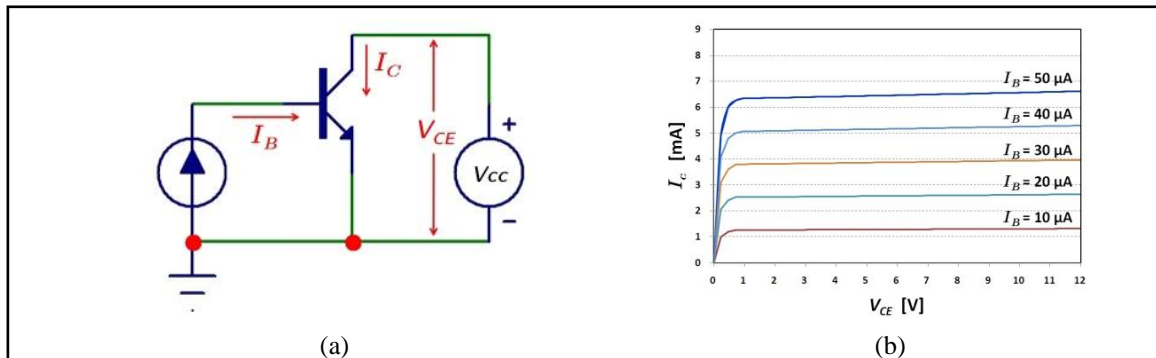 I_C
I_B
V_CE
+
Vcc
−
(a)
9
8
7
6
5
4
3
2
1
0
I_c [mA]
I_B = 50 μA
I_B = 40 μA
I_B = 30 μA
I_B = 20 μA
I_B = 10 μA
0 1 2 3 4 5 6 7 8 9 10 11 12
V_CE [V]
(b)